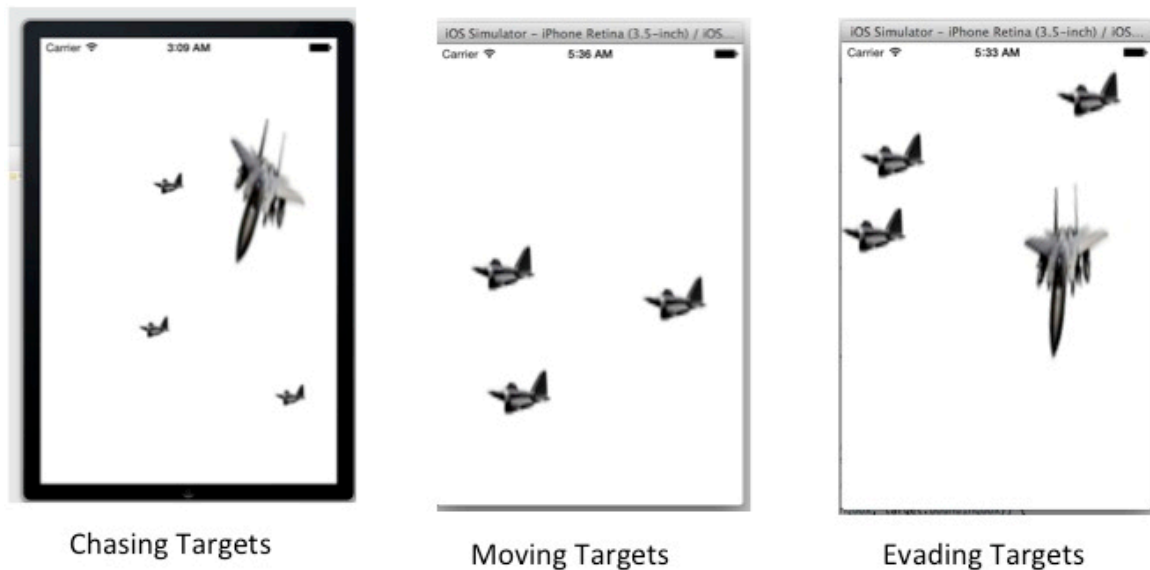 Carrier 3:09 AM
Chasing Targets
iOS Simulator - iPhone Retina (3.5-inch) / iOS...
Carrier 5:36 AM
Moving Targets
iOS Simulator - iPhone Retina (3.5-inch) / iOS...
Carrier 5:33 AM
Evading Targets